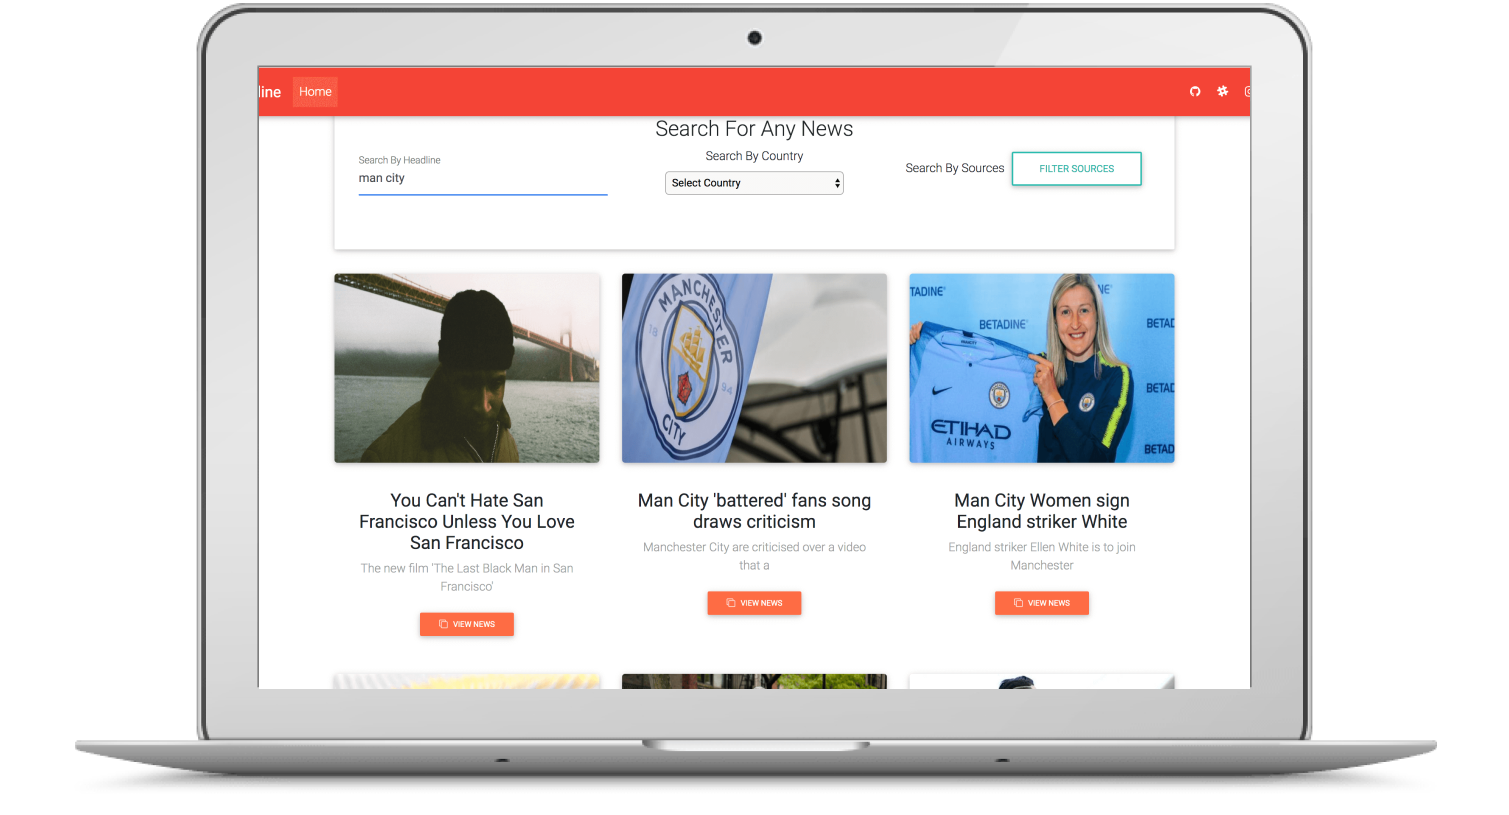 line Home
Search For Any News
Search By Headline
man city
Search By Country
Select Country
Search By Sources FILTER SOURCES
MANCHESTER
18 94
CITY
TADINE NE
BETADINE BETAD
BETAD
ETIHAD
AIRWAYS
BETAD
You Can't Hate San
Francisco Unless You Love
San Francisco
The new film 'The Last Black Man in San
Francisco'
VIEW NEWS
Man City 'battered' fans song
draws criticism
Manchester City are criticised over a video
that a
VIEW NEWS
Man City Women sign
England striker White
England striker Ellen White is to join
Manchester
VIEW NEWS